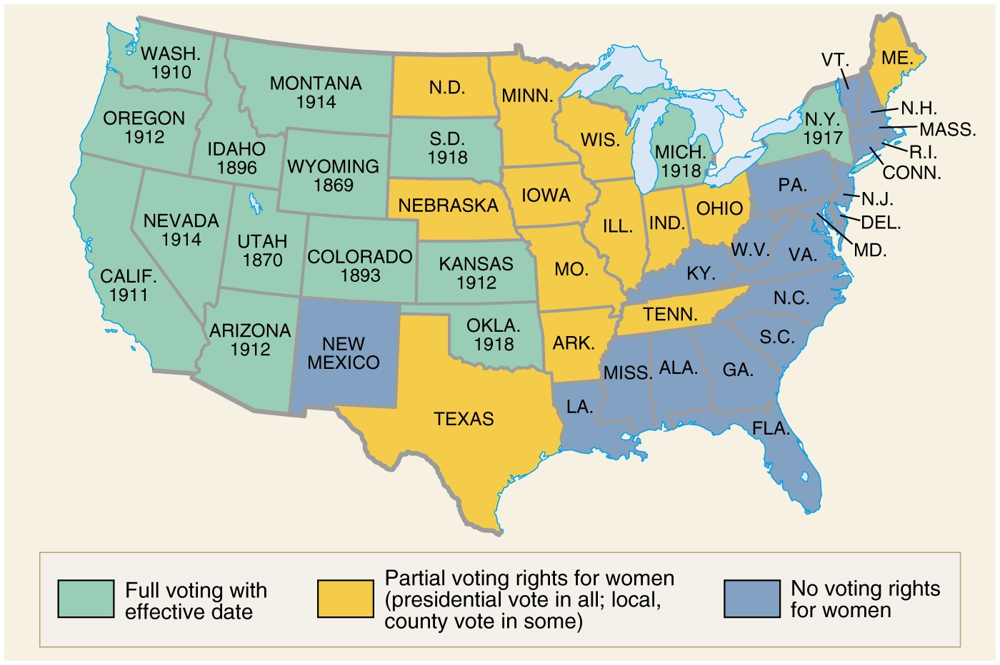 WASH.
1910
MONTANA
1914
N.D.
MINN.
VT.
ME.
OREGON
1912
IDAHO
1896
WYOMING
1869
S.D.
1918
WIS.
MICH.
1918
N.Y.
1917
N.H.
MASS.
R.I.
CONN.
NEVADA
1914
UTAH
1870
COLORADO
1893
NEBRASKA
IOWA
ILL.
IND.
OHIO
PA.
N.J.
DEL.
MD.
CALIF.
1911
KANSAS
1912
MO.
KY.
W.V.
VA.
ARIZONA
1912
NEW
MEXICO
OKLA.
1918
ARK.
TENN.
N.C.
S.C.
TEXAS
LA.
MISS.
ALA.
GA.
FLA.
Full voting with
effective date
Partial voting rights for women
(presidential vote in all; local,
county vote in some)
No voting rights
for women